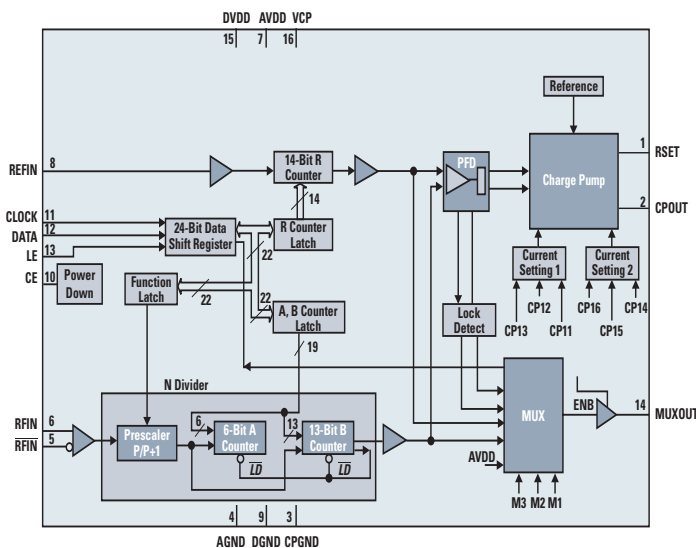 DVDD AVDD VCP
15 7 16
Reference
REFIN 8
14-Bit R
Counter
PFD
Charge Pump
1 RSET
2 CPOUT
14
CLOCK 11
DATA 12
LE 13
CE 10
24-Bit Data
Shift Register
R Counter
Latch
22
Power
Down
Function
Latch
22
22
A, B Counter
Latch
19
Current
Setting 1
Current
Setting 2
CP13 CP12 CP11
CP16 CP15 CP14
Lock
Detect
N Divider
RFIN 6
RFIN 5
Prescaler
P/P+1
6
6-Bit A
Counter
13
13-Bit B
Counter
LD
LD
MUX
ENB
14 MUXOUT
AVDD
M3 M2 M1
4 9 3
AGND DGND CPGND